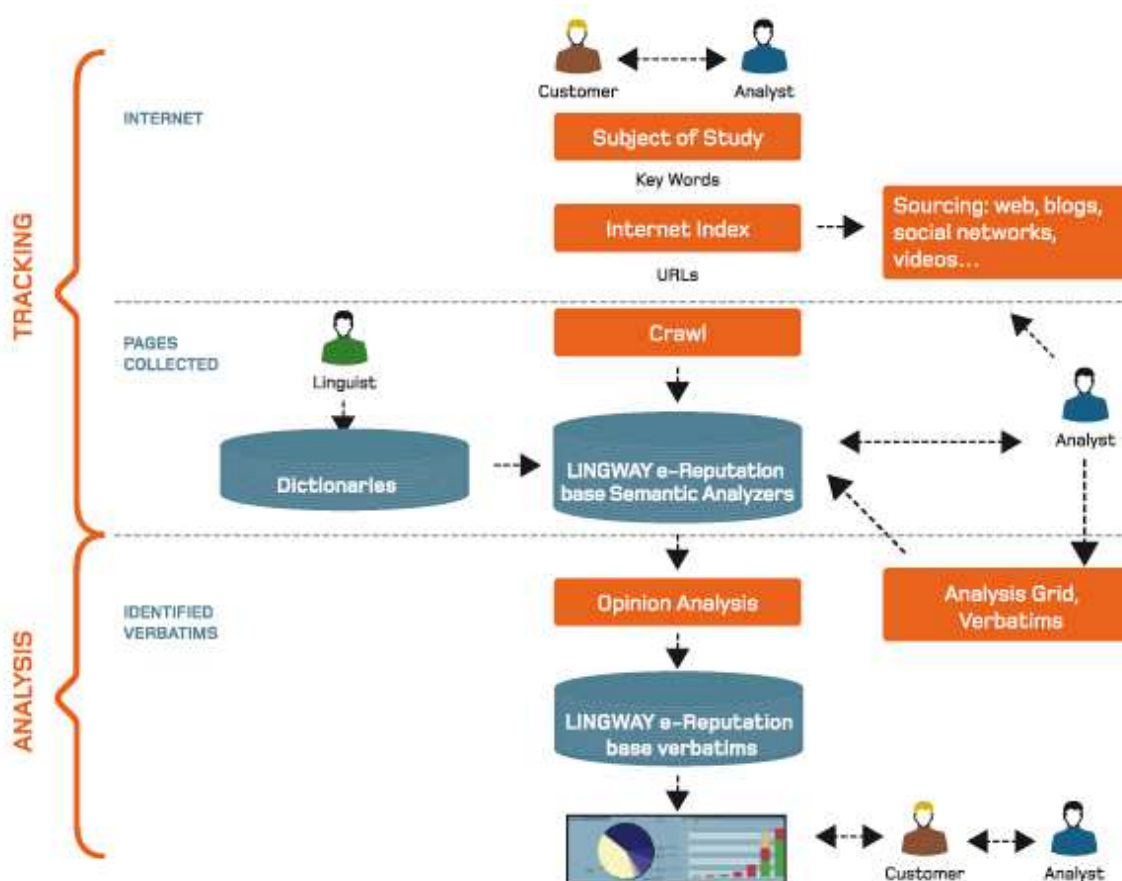 Customer
Analyst
INTERNET
Subject of Study
Key Words
Internet Index
Sourcing: web, blogs,
social networks,
videos...
URLs
TRACKING
PAGES
COLLECTED
Linguist
Crawl
Analyst
Dictionaries
LINGWAY e-Reputation
base Semantic Analyzers
IDENTIFIED
VERBATIMS
Opinion Analysis
Analysis Grid,
Verbatims
ANALYSIS
LINGWAY e-Reputation
base verbatims
Customer
Analyst